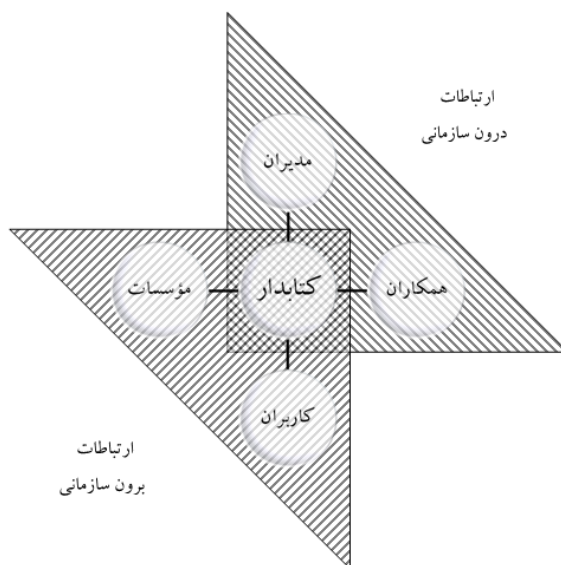 ارتباطات
درون سازمانی
مدیران
همکاران
کتابدار
مؤسسات
کاربران
ارتباطات
برون سازمانی